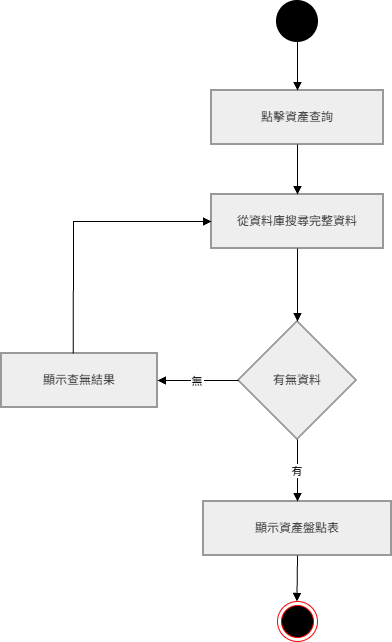 點擊資產查詢
從資料庫搜尋完整資料
顯示查無結果
無
有無資料
有
顯示資產盤點表